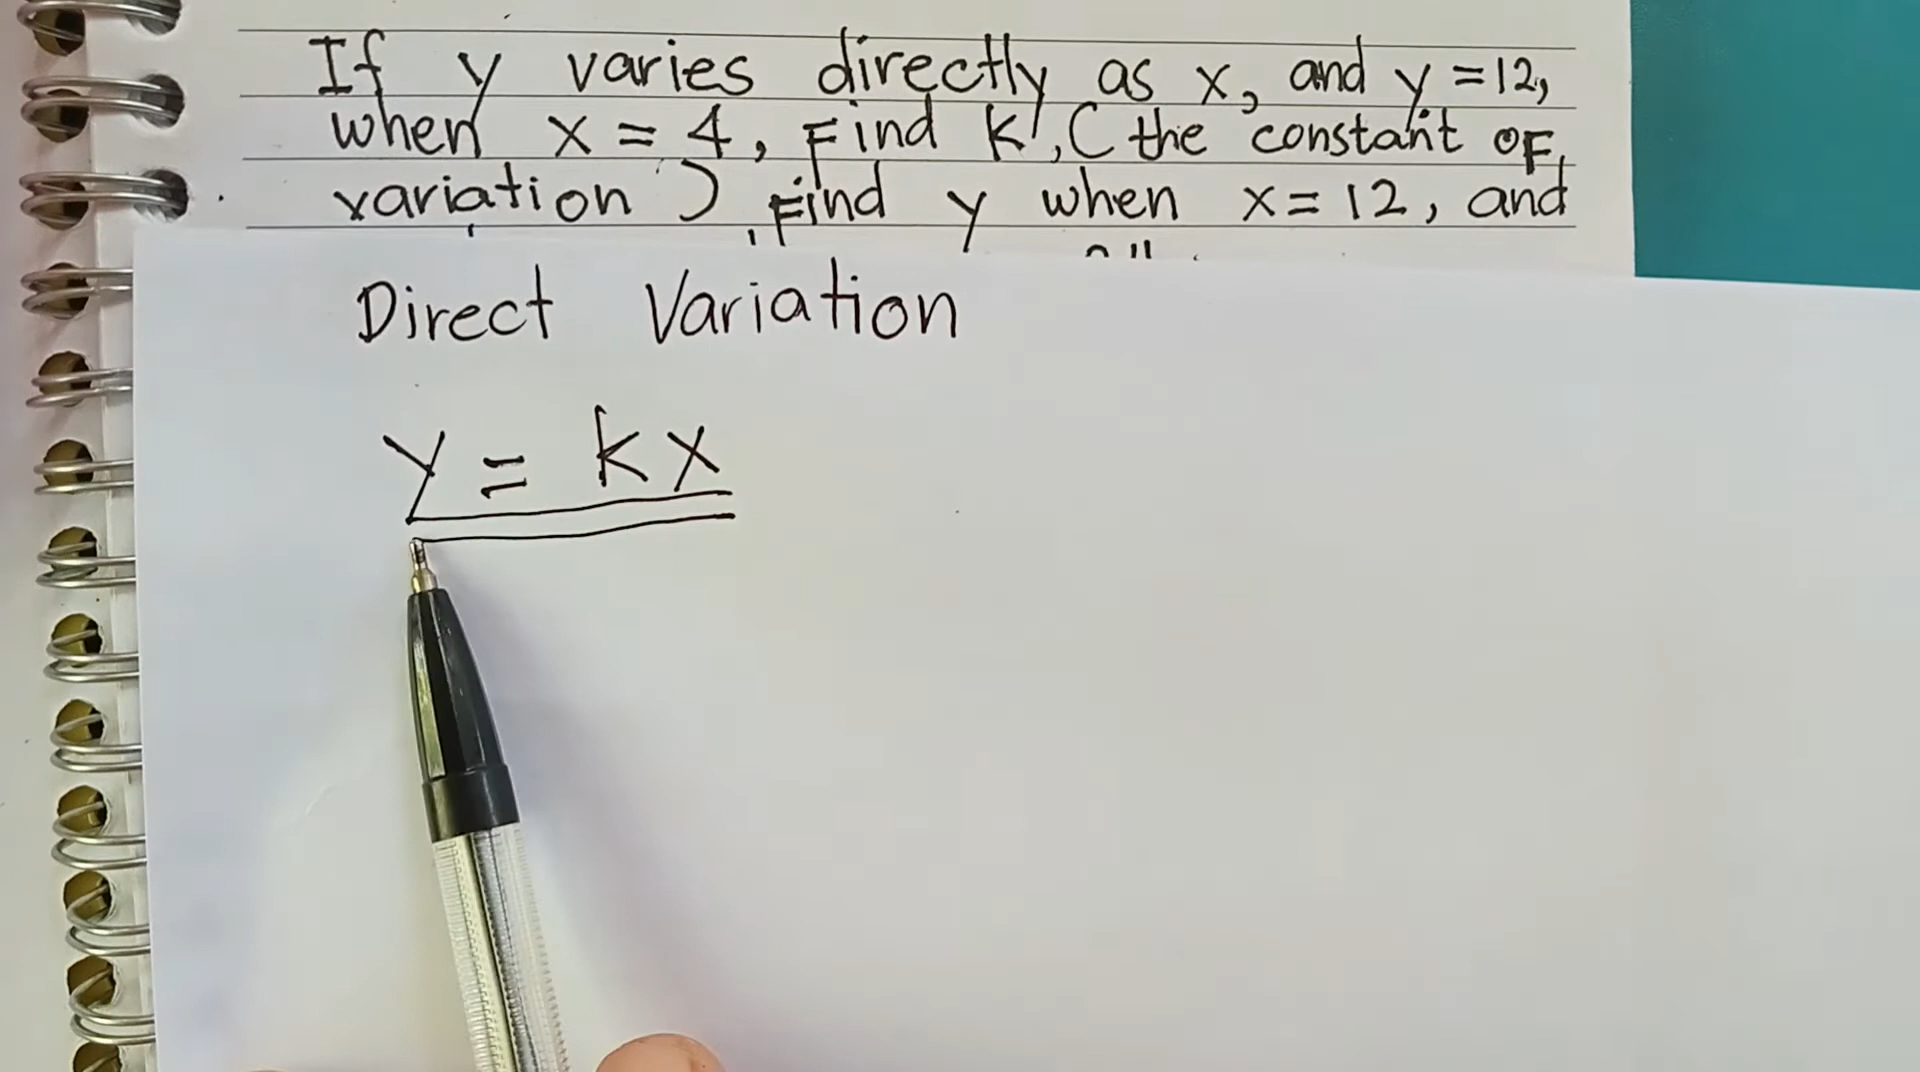 If y varies directly as x, and y = 12,
when x = 4, Find k, (the constant OF
variation) Find y when x = 12, and
Direct Variation
y = kx